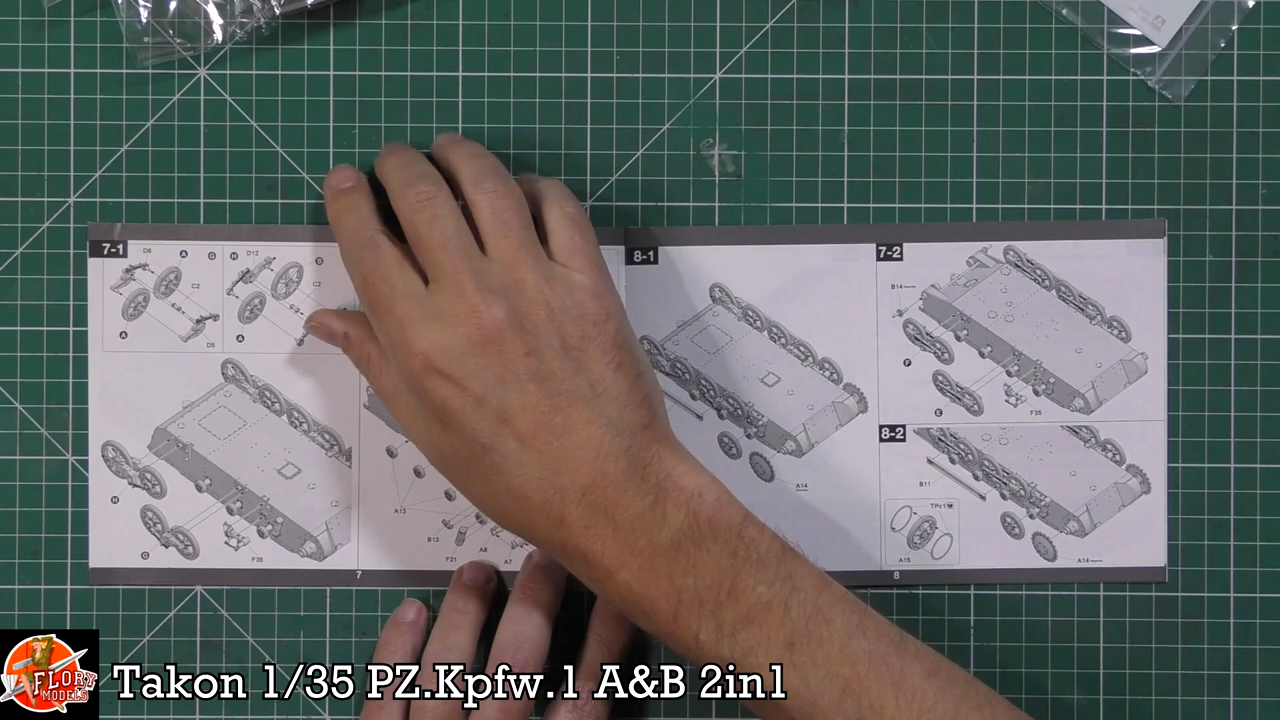 7-1
D6 A G
C2
A
D5
H D12 B
C2
A
H
G
F35
A13
B13
F21
A8
A7
7
8-1
A14
7-2
B14
F
E
F35
8-2
B11
TPx1
A15
A14
8
FLORY
MODELS
Takon 1/35 PZ.Kpfw.1 A&B 2in1